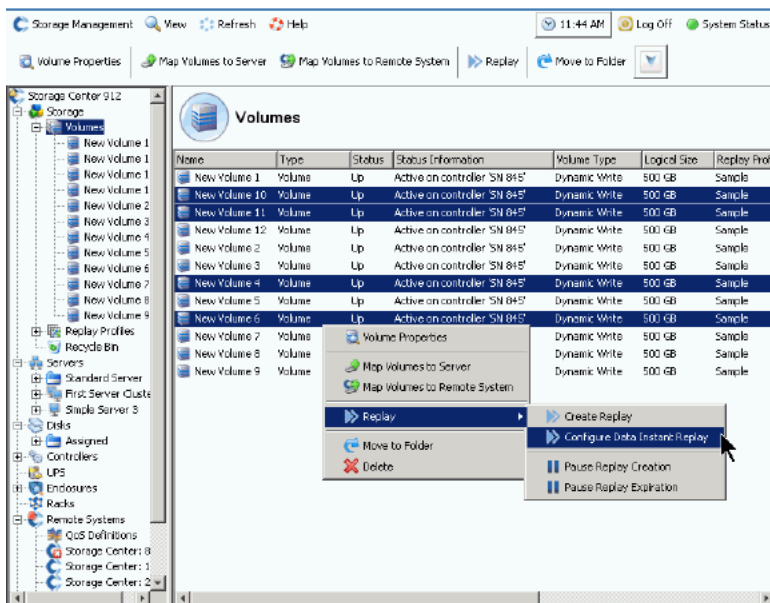 Storage Management View Refresh Help 11:44 AM Log Off System Status
Volume Properties Map Volumes to Server Map Volumes to Remote System Replay Move to Folder
Storage Center 912
Storage
Volumes
New Volume 1
New Volume 1
New Volume 1
New Volume 1
New Volume 2
New Volume 3
New Volume 4
New Volume 5
New Volume 6
New Volume 7
New Volume 8
New Volume 9
Replay Profiles
Recycle Bin
Servers
Standard Server
First Server Cluste
Simple Server 3
Disks
Assigned
Controllers
UPS
Enclosures
Racks
Remote Systems
QoS Definitions
Storage Center: 8
Storage Center: 1
Storage Center: 2
Volumes
Name Type Status Status Information Volume Type Logical Size Replay Prof
New Volume 1 Volume Up Active on controller 'SN 845' Dynamic Write 500 GB Sample
New Volume 10 Volume Up Active on controller 'SN 845' Dynamic Write 500 GB Sample
New Volume 11 Volume Up Active on controller 'SN 845' Dynamic Write 500 GB Sample
New Volume 12 Volume Up Active on controller 'SN 845' Dynamic Write 500 GB Sample
New Volume 2 Volume Up Active on controller 'SN 845' Dynamic Write 500 GB Sample
New Volume 3 Volume Up Active on controller 'SN 845' Dynamic Write 500 GB Sample
New Volume 4 Volume Up Active on controller 'SN 845' Dynamic Write 500 GB Sample
New Volume 5 Volume Up Active on controller 'SN 845' Dynamic Write 500 GB Sample
New Volume 6 Volume Up Active on controller 'SN 845' Dynamic Write 500 GB Sample
New Volume 7 Volume Dynamic Write 500 GB Sample
New Volume 8 Volume Dynamic Write 500 GB Sample
New Volume 9 Volume Dynamic Write 500 GB Sample
Volume Properties
Map Volumes to Server
Map Volumes to Remote System
Replay
Move to Folder
Delete
Create Replay
Configure Data Instant Replay
Pause Replay Creation
Pause Replay Expiration